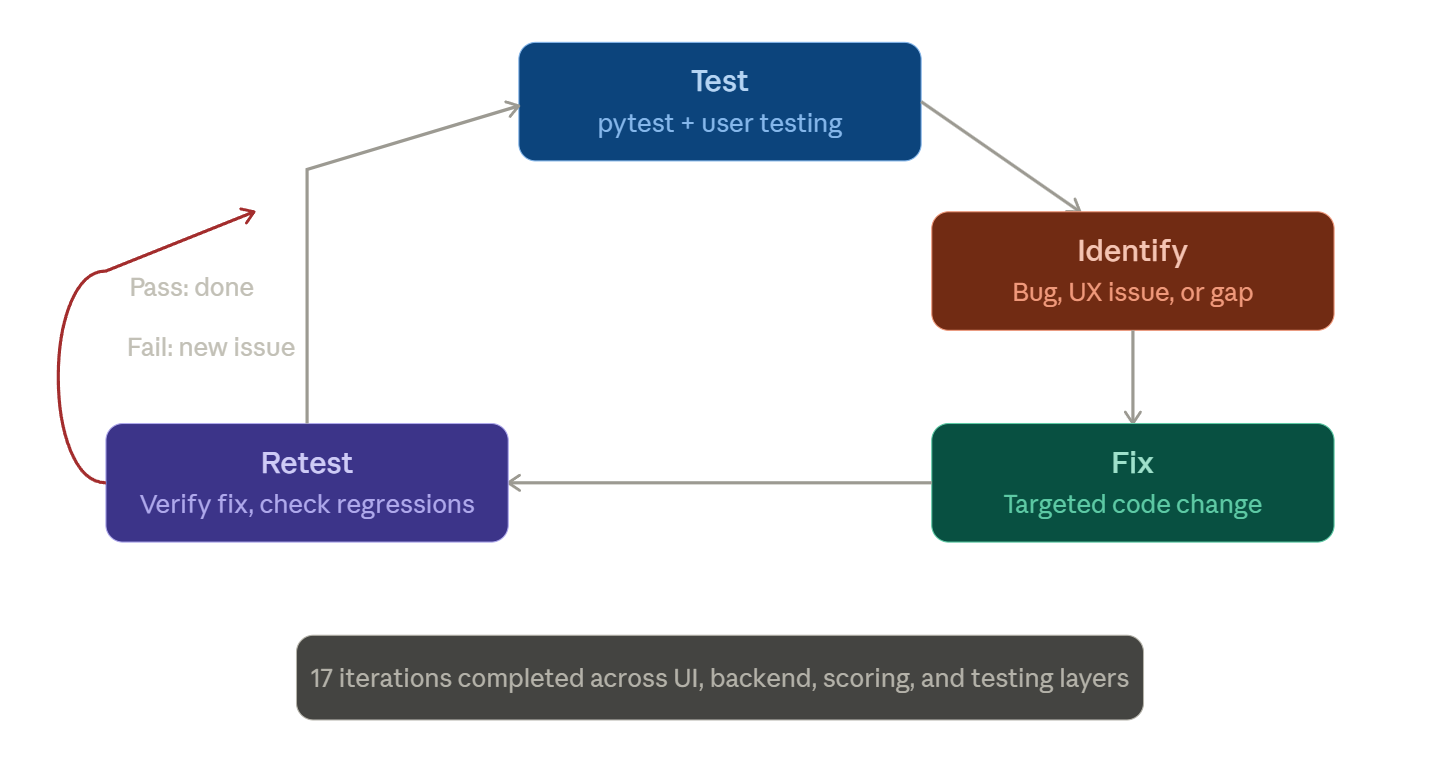 Test
pytest + user testing
Identify
Bug, UX issue, or gap
Pass: done
Fail: new issue
Retest
Verify fix, check regressions
Fix
Targeted code change
17 iterations completed across UI, backend, scoring, and testing layers